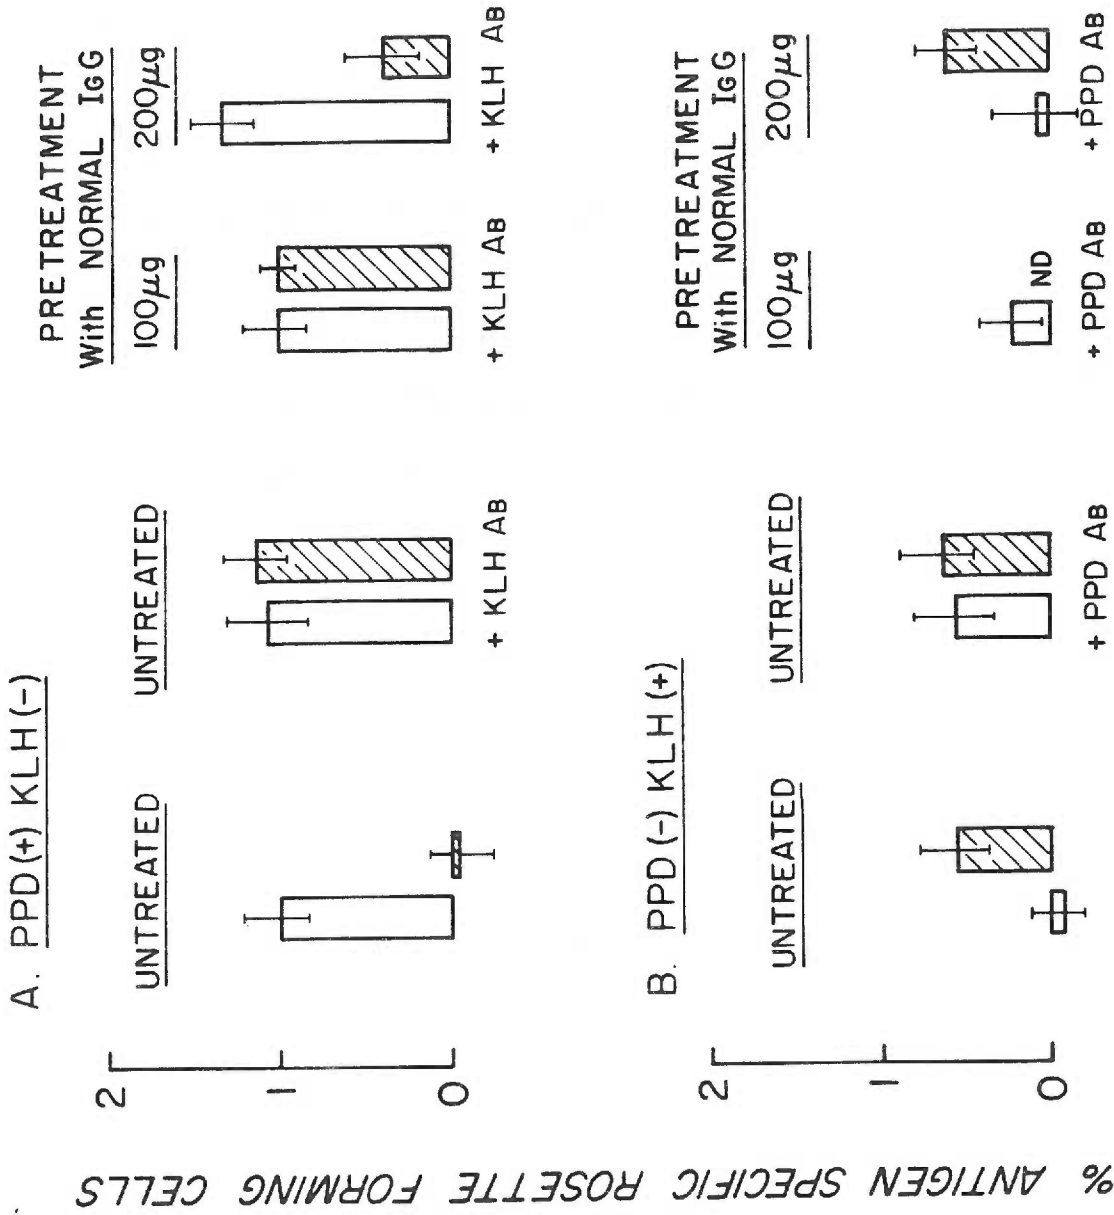 % ANTIGEN SPECIFIC ROSETTE FORMING CELLS
A. PPD(+) KLH(-)
2
1
0
UNTREATED
UNTREATED
+ KLH AB
PRETREATMENT
With NORMAL IGG
100µg
200µg
+ KLH AB
+ KLH AB
B. PPD(-) KLH(+)
2
1
0
UNTREATED
UNTREATED
+ PPD AB
PRETREATMENT
With NORMAL IGG
100µg
200µg
ND
+ PPD AB
+ PPD AB